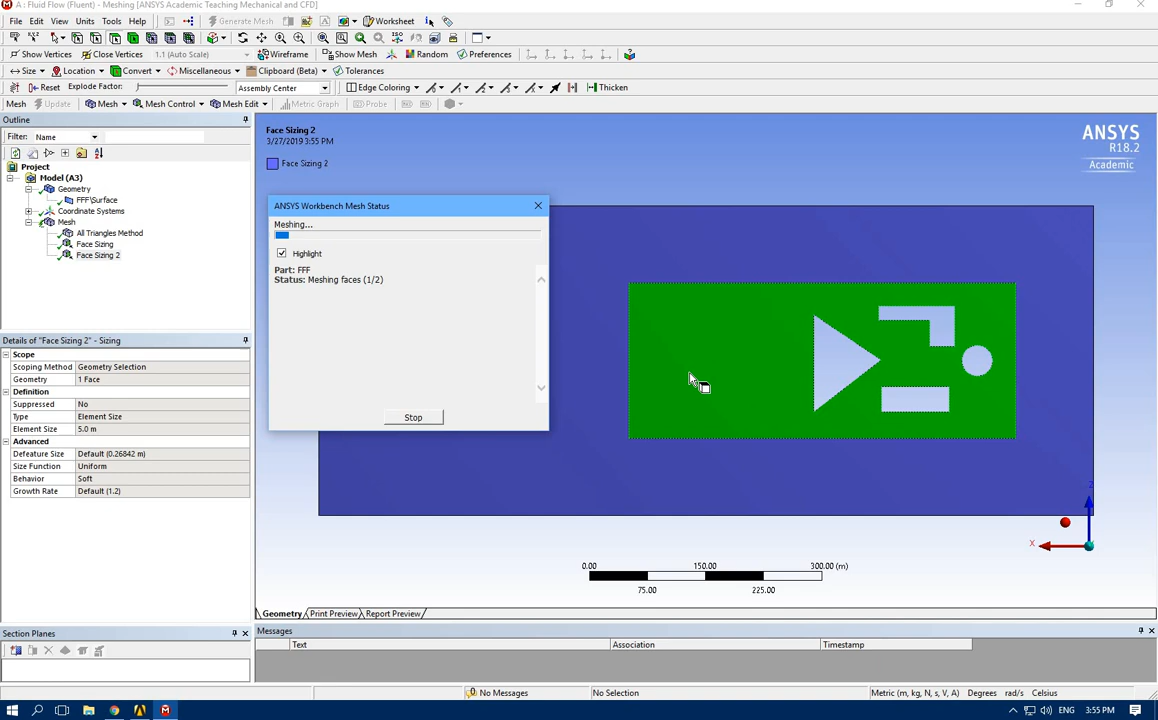 A : Fluid Flow (Fluent) - Meshing [ANSYS Academic Teaching Mechanical and CFD]
File Edit View Units Tools Help Generate Mesh Worksheet
Show Vertices Close Vertices 1.1 (Auto Scale) Wireframe Show Mesh Random Preferences
Size Location Convert Miscellaneous Clipboard (Beta) Tolerances
Reset Explode Factor: Assembly Center Edge Coloring Thicken
Mesh Update Mesh Mesh Control Mesh Edit Metric Graph Probe
Outline
Filter: Name
Project
Model (A3)
Geometry
FFF\Surface
Coordinate Systems
Mesh
All Triangles Method
Face Sizing
Face Sizing 2
Details of "Face Sizing 2" - Sizing
Scope
Scoping Method Geometry Selection
Geometry 1 Face
Definition
Suppressed No
Type Element Size
Element Size 5.0 m
Advanced
Defeature Size Default (0.26842 m)
Size Function Uniform
Behavior Soft
Growth Rate Default (1.2)
Section Planes
Face Sizing 2
3/27/2019 3:55 PM
Face Sizing 2
ANSYS
R18.2
Academic
ANSYS Workbench Mesh Status
Meshing...
Highlight
Part: FFF
Status: Meshing faces (1/2)
Stop
Z
X
0.00 150.00 300.00 (m)
75.00 225.00
Geometry Print Preview Report Preview
Messages
Text Association Timestamp
No Messages No Selection Metric (m, kg, N, s, V, A) Degrees rad/s Celsius
ENG 3:55 PM